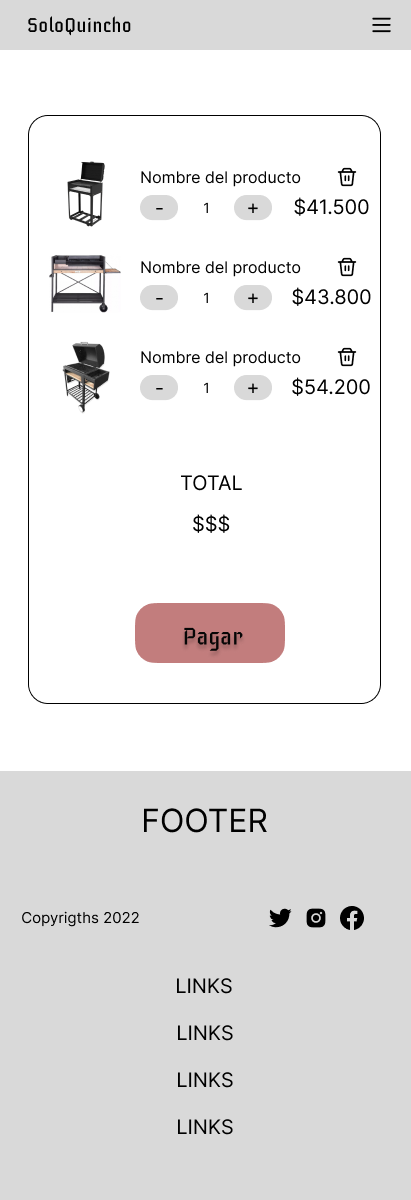 SoloQuincho
Nombre del producto
- 1 + $41.500
Nombre del producto
- 1 + $43.800
Nombre del producto
- 1 + $54.200
TOTAL
$$$
Pagar
FOOTER
Copyrigths 2022
LINKS
LINKS
LINKS
LINKS